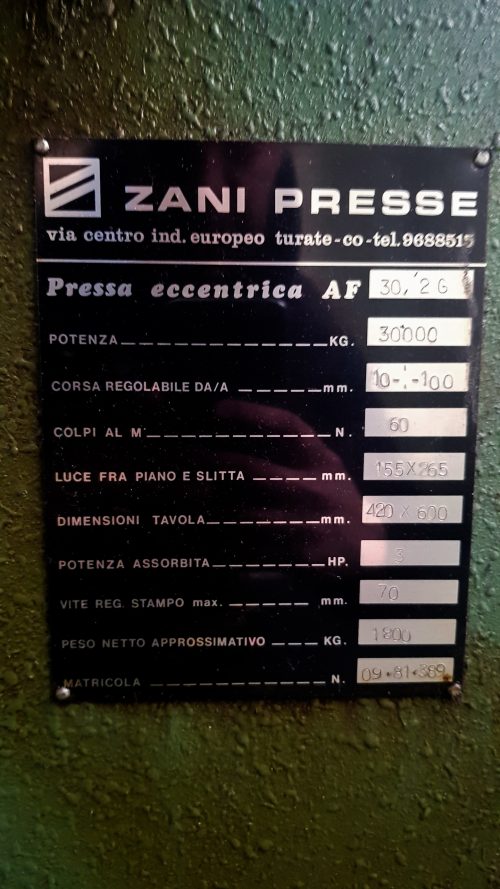 ZANI PRESSE
via centro ind. europeo turate-co-tel.9688515
Pressa eccentrica AF 30,'2G
POTENZA KG. 30000
CORSA REGOLABILE DA/A mm. 10-'-100
COLPI AL M' N. 60
LUCE FRA PIANO E SLITTA mm. 155X265
DIMENSIONI TAVOLA mm. 420 X 600
POTENZA ASSORBITA HP. 3
VITE REG. STAMPO max. mm. 70
PESO NETTO APPROSSIMATIVO KG. 1800
MATRICOLA N. 09•81•389